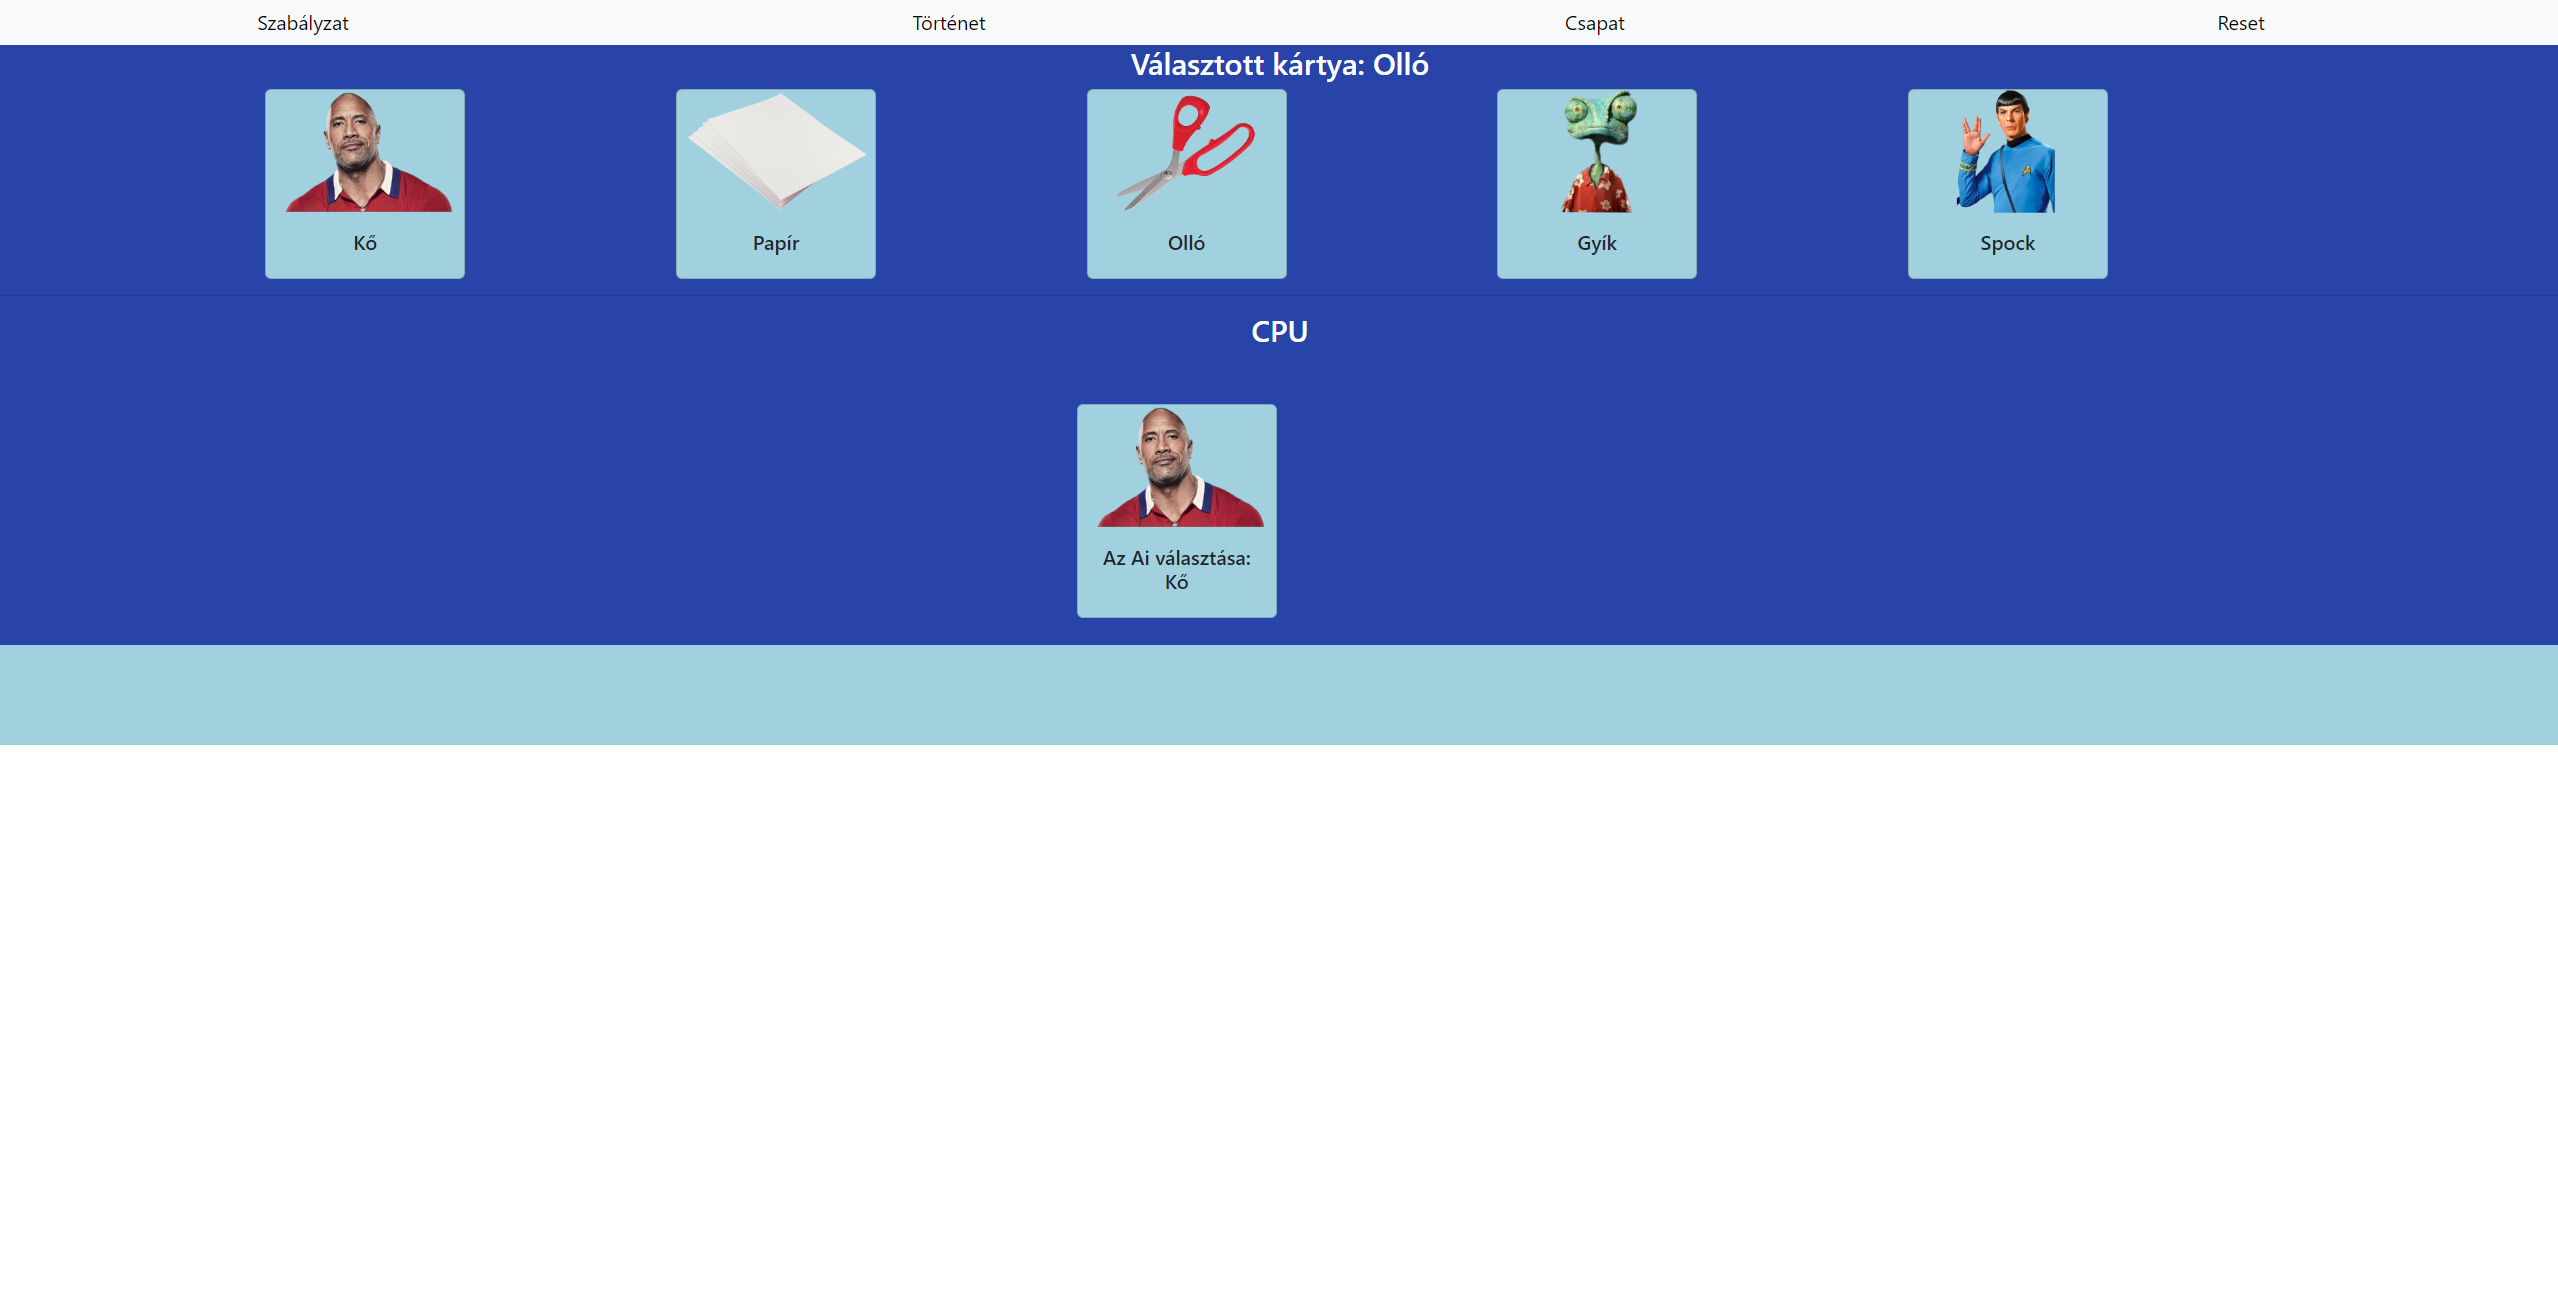 Szabályzat
Történet
Csapat
Reset
Választott kártya: Olló
Kő
Papír
Olló
Gyík
Spock
CPU
Az Ai választása:
Kő